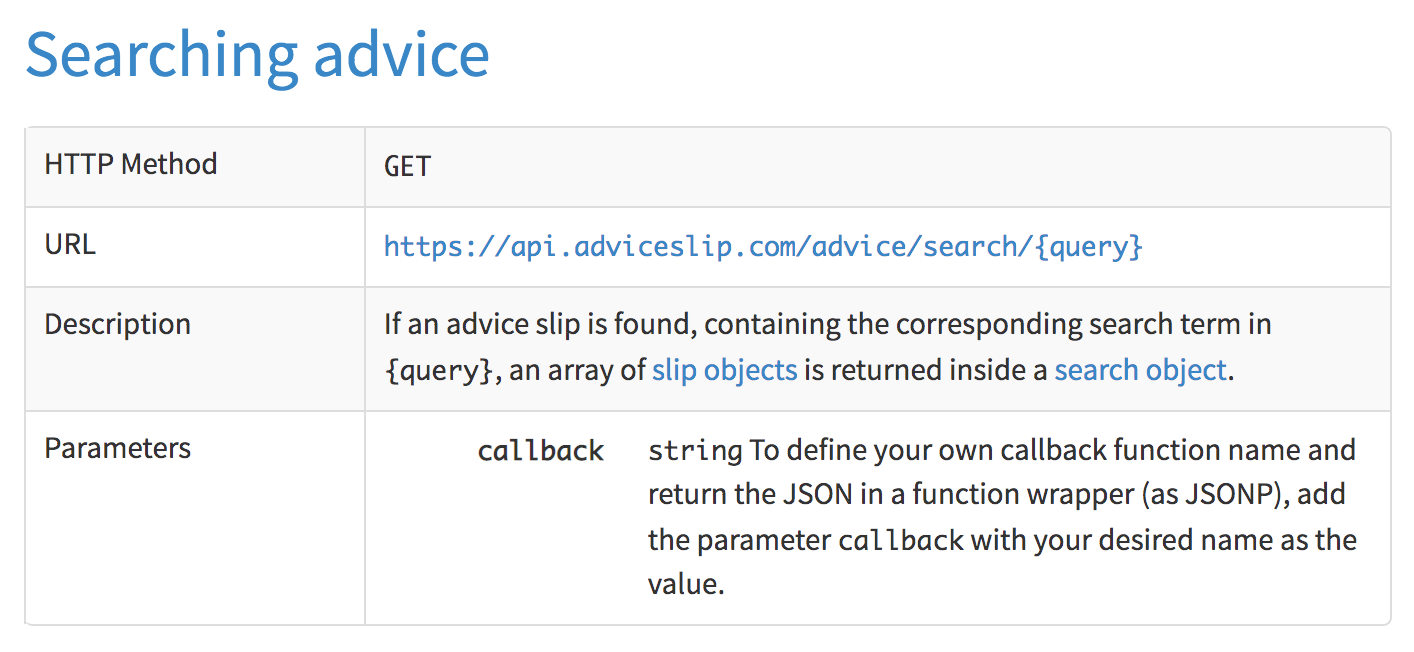 Searching advice
HTTP Method GET
URL https://api.adviceslip.com/advice/search/{query}
Description If an advice slip is found, containing the corresponding search term in
{query}, an array of slip objects is returned inside a search object.
Parameters callback string To define your own callback function name and
return the JSON in a function wrapper (as JSONP), add
the parameter callback with your desired name as the
value.